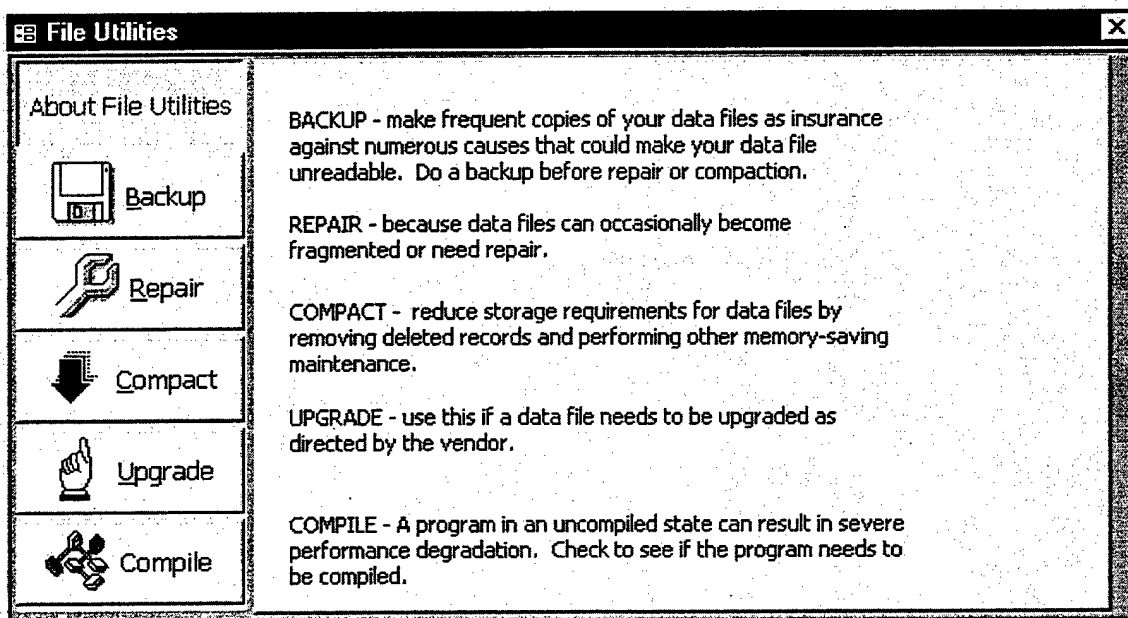 File Utilities
About File Utilities
Backup
Repair
Compact
Upgrade
Compile
BACKUP - make frequent copies of your data files as insurance
against numerous causes that could make your data file
unreadable. Do a backup before repair or compaction.
REPAIR - because data files can occasionally become
fragmented or need repair.
COMPACT - reduce storage requirements for data files by
removing deleted records and performing other memory-saving
maintenance.
UPGRADE - use this if a data file needs to be upgraded as
directed by the vendor.
COMPILE - A program in an uncompiled state can result in severe
performance degradation. Check to see if the program needs to
be compiled.